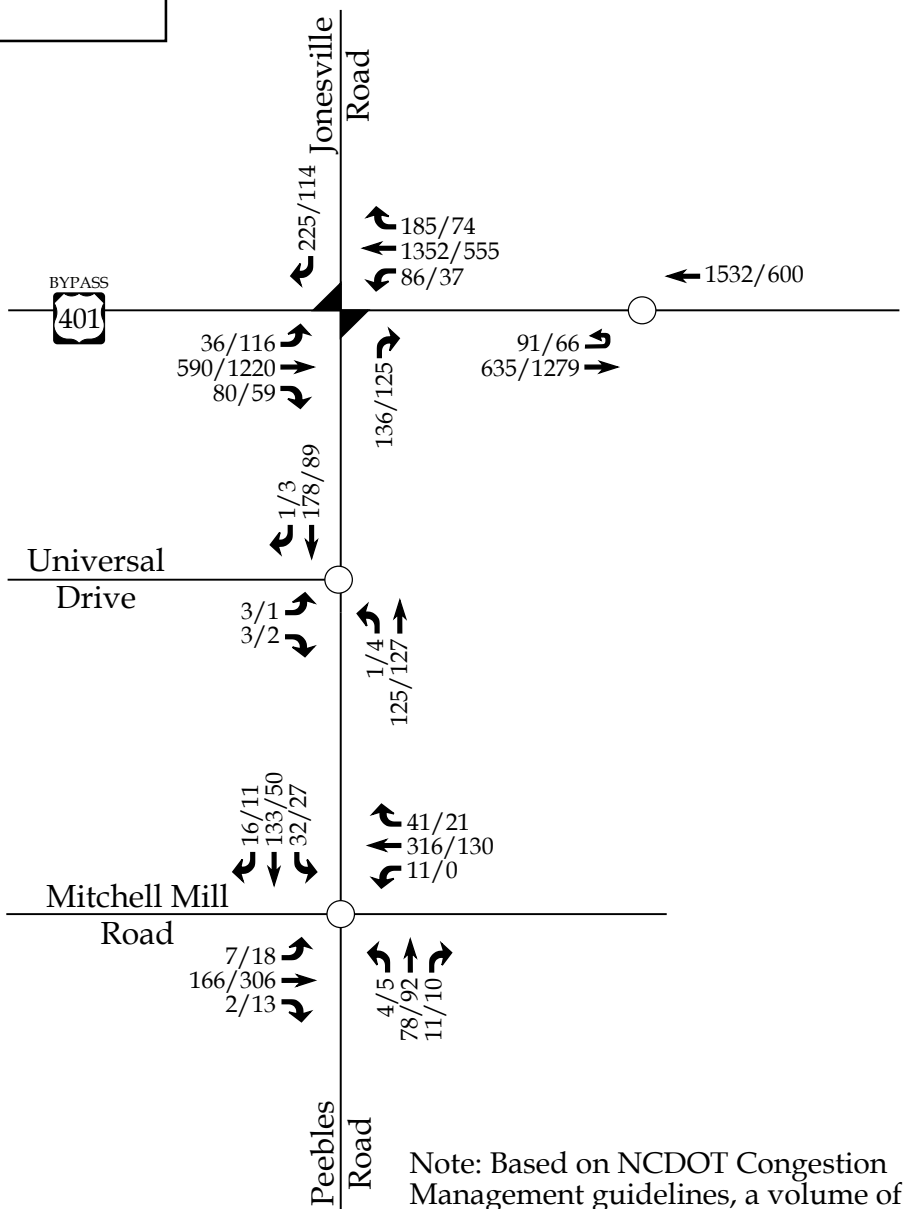 Jonesville
Road
225/114
185/74
1352/555
86/37
1532/600
BYPASS
401
36/116
590/1220
80/59
136/125
91/66
635/1279
1/3
178/89
Universal
Drive
3/1
3/2
1/4
125/127
16/11
133/50
32/27
41/21
316/130
11/0
Mitchell Mill
Road
7/18
166/306
2/13
4/5
78/92
11/10
Peebles
Road
Note: Based on NCDOT Congestion
Management guidelines, a volume of